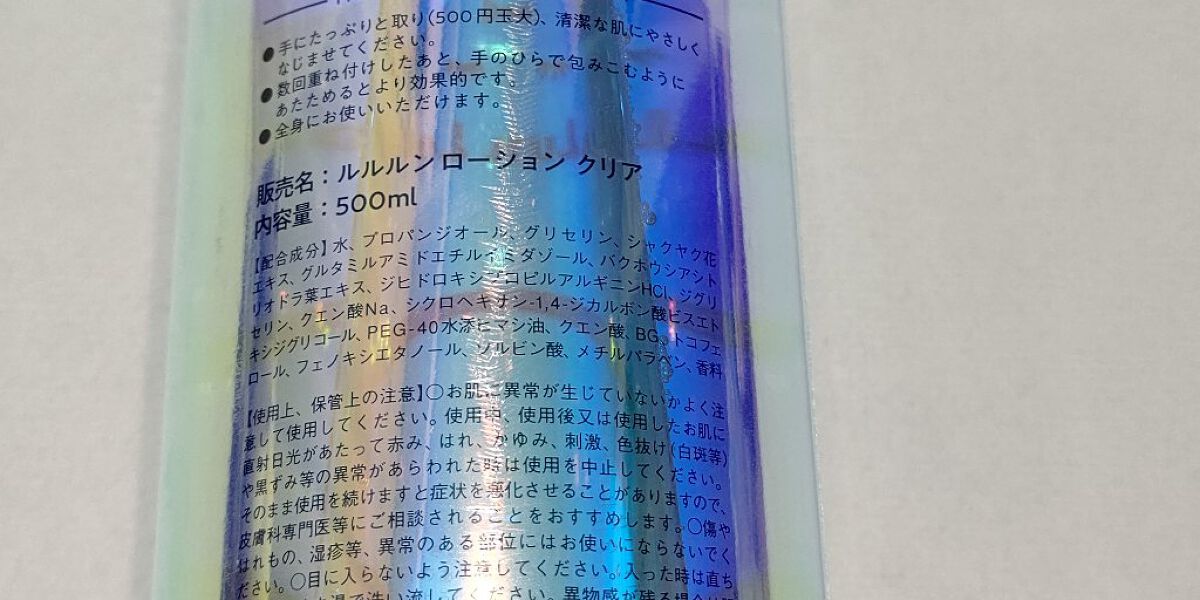 ●手にたっぷりと取り(500円玉大)、清潔な肌にやさしく
なじませてください。
●数回重ね付けしたあと、手のひらで包みこむように
あたためるとより効果的です。
●全身にお使いいただけます。
販売名：ルルルンローション クリア
内容量：500ml
【配合成分】水、プロパンジオール、グリセリン、シャクヤク花
エキス、グルタミルアミドエチルイミダゾール、バクホウシアシト
リオドラ葉エキス、ジヒドロキシプロピルアルギニンHCl、ジグリ
セリン、クエン酸Na、シクロヘキサン-1,4-ジカルボン酸ビスエト
キシジグリコール、PEG-40水添ヒマシ油、クエン酸、BG、トコフェ
ロール、フェノキシエタノール、ソルビン酸、メチルパラベン、香料
【使用上、保管上の注意】○お肌に異常が生じていないかよく注
意して使用してください。使用中、使用後又は使用したお肌に
直射日光があたって赤み、はれ、かゆみ、刺激、色抜け(白斑等)
や黒ずみ等の異常があらわれた時は使用を中止してください。
そのまま使用を続けますと症状を悪化させることがありますので、
皮膚科専門医等にご相談されることをおすすめします。○傷や
はれもの、湿疹等、異常のある部位にはお使いにならないでく
ださい。○目に入らないよう注意してください。入った時は直ち
で洗い流してください。異物感が残る場合は